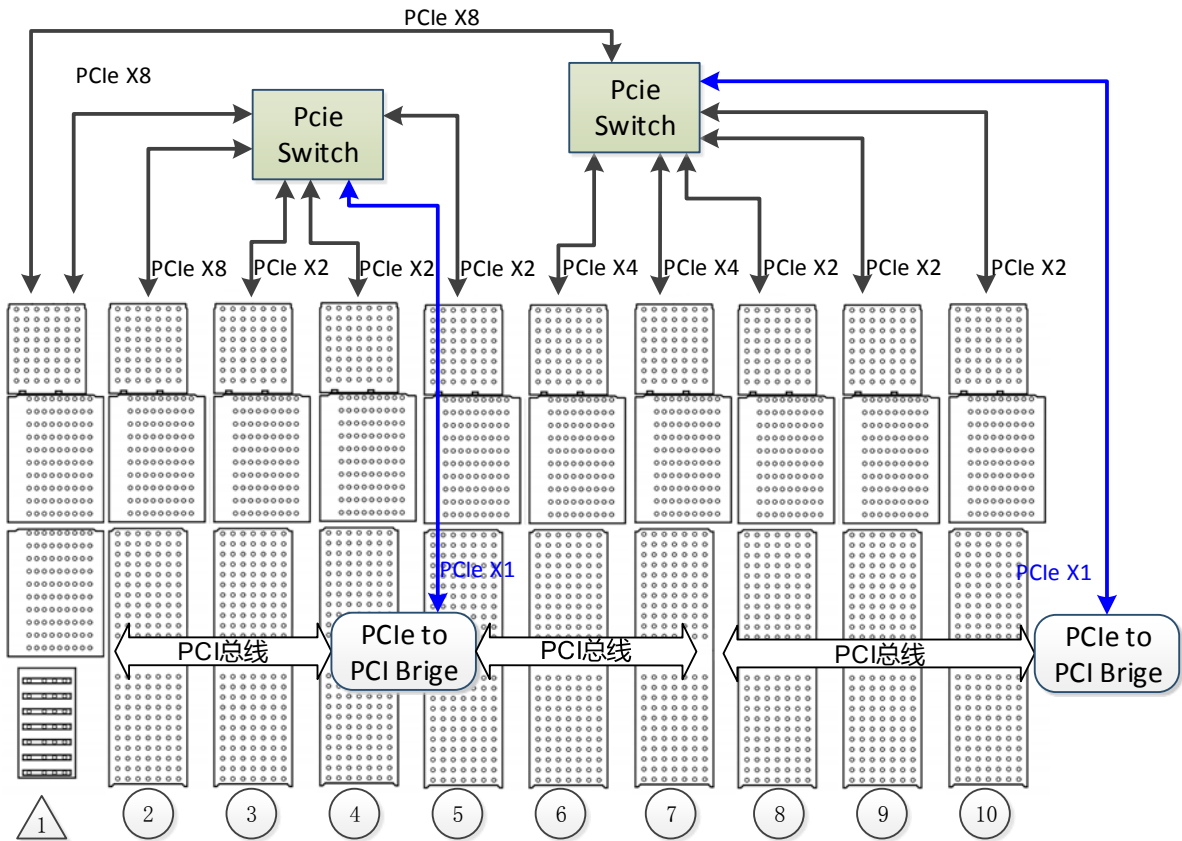 PCIe X8
PCIe X8
Pcie
Switch
Pcie
Switch
PCIe X8
PCIe X2
PCIe X2
PCIe X2
PCIe X4
PCIe X4
PCIe X2
PCIe X2
PCIe X2
PCIe X1
PCIe X1
PCI总线
PCIe to
PCI Brige
PCI总线
PCI总线
PCIe to
PCI Brige
1
2
3
4
5
6
7
8
9
10